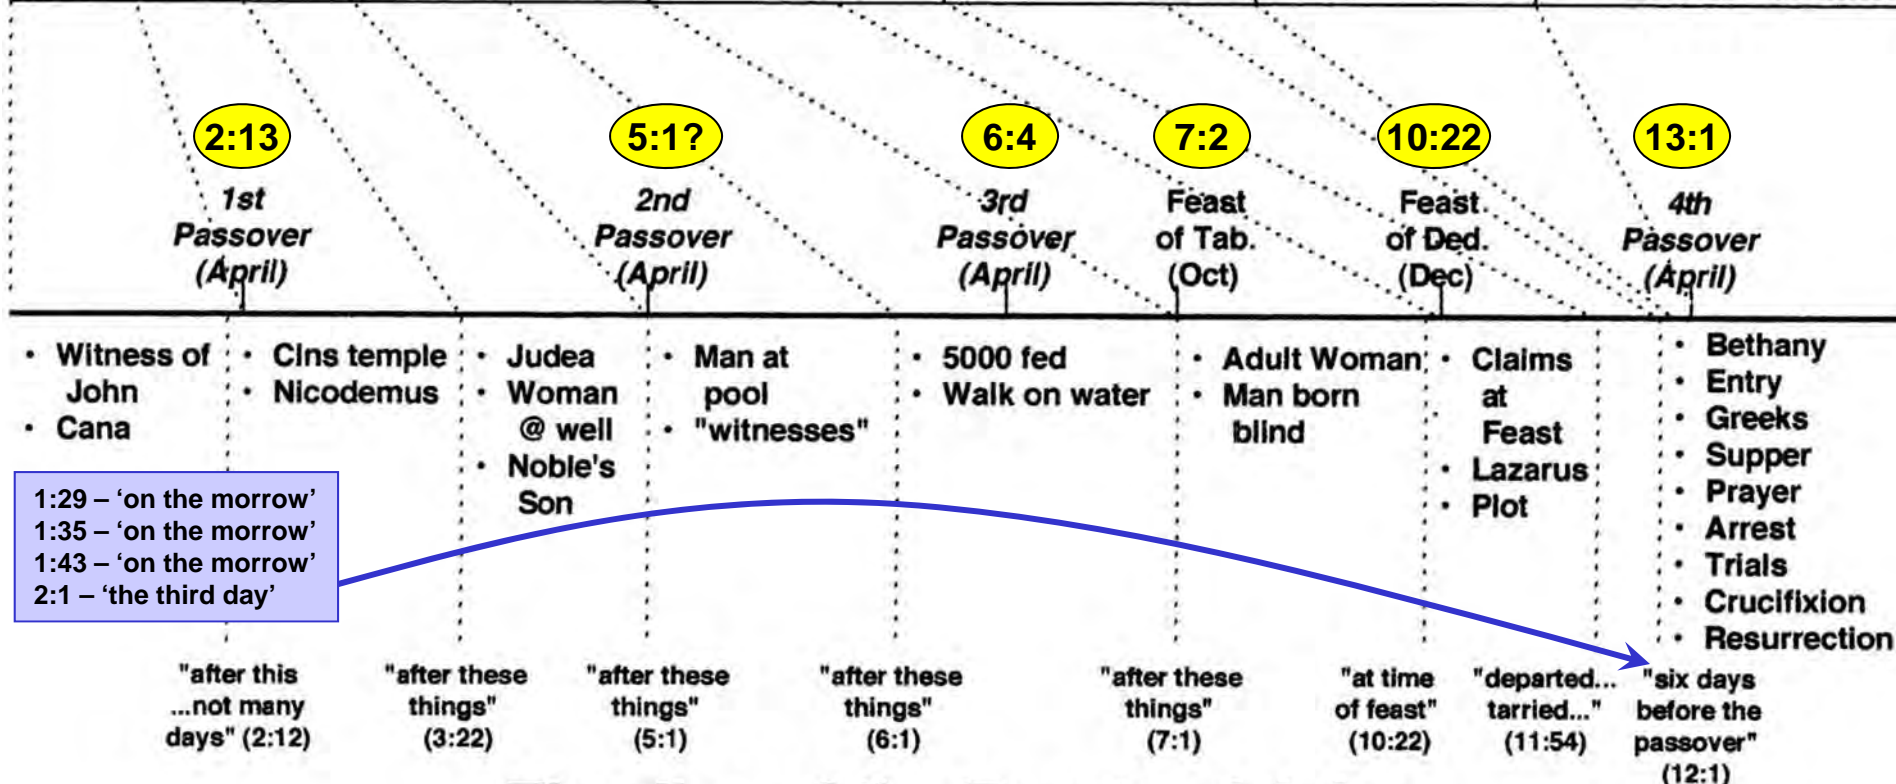 2:13
5:1?
6:4
7:2
10:22
13:1
1st
Passover
(April)
2nd
Passover
(April)
3rd
Passover
(April)
Feast
of Tab.
(Oct)
Feast
of Ded.
(Dec)
4th
Passover
(April)
• Witness of
John
• Cana
• Clns temple
• Nicodemus
• Judea
• Woman
@ well
• Noble's
Son
• Man at
pool
• "witnesses"
• 5000 fed
• Walk on water
• Adult Woman
• Man born
blind
• Claims
at
Feast
• Lazarus
• Plot
• Bethany
• Entry
• Greeks
• Supper
• Prayer
• Arrest
• Trials
• Crucifixion
• Resurrection
1:29 – ‘on the morrow’
1:35 – ‘on the morrow’
1:43 – ‘on the morrow’
2:1 – ‘the third day’
"after this
...not many
days" (2:12)
"after these
things"
(3:22)
"after these
things"
(5:1)
"after these
things"
(6:1)
"after these
things"
(7:1)
"at time
of feast"
(10:22)
"departed...
tarried..."
(11:54)
"six days
before the
passover"
(12:1)